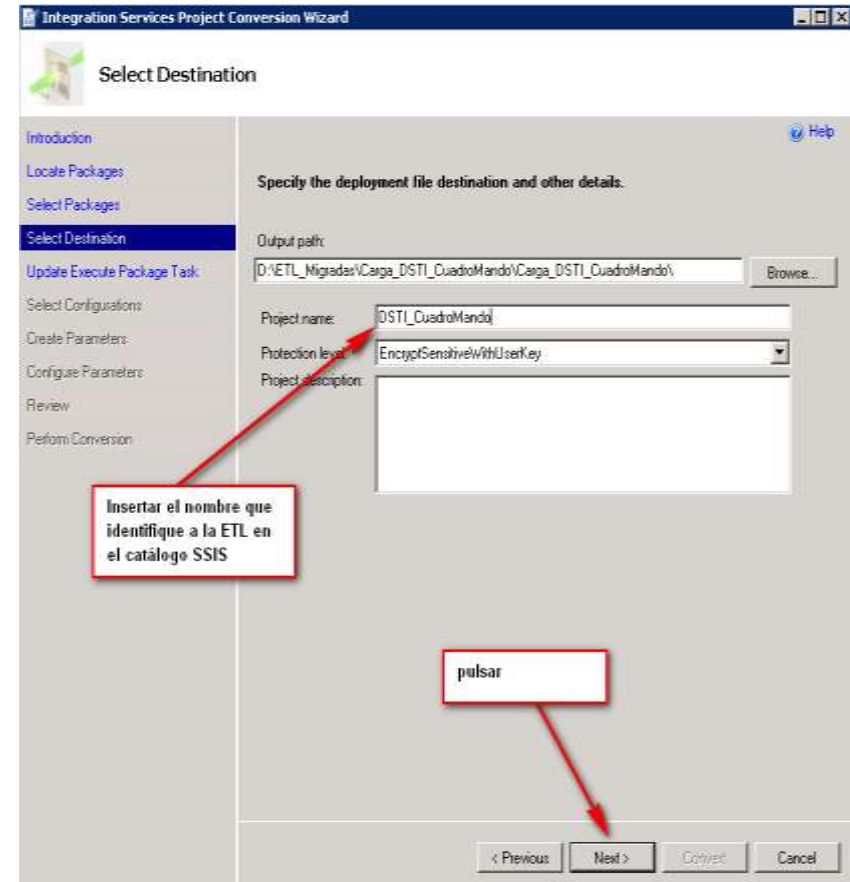 Integration Services Project Conversion Wizard
Select Destination
Help
Introduction
Locate Packages
Select Packages
Select Destination
Update Execute Package Task
Select Configurations
Create Parameters
Configure Parameters
Review
Perform Conversion
Specify the deployment file destination and other details.
Output path:
D:\ETL_Migradas\Carga_DSTI_CuadroMando\Carga_DSTI_CuadroMando\
Browse...
Project name:
DSTI_CuadroMando
Protection level:
EncryptSensitiveWithUserKey
Project description:
Insertar el nombre que
identifique a la ETL en
el catálogo SSIS
pulsar
< Previous
Next >
Convert
Cancel